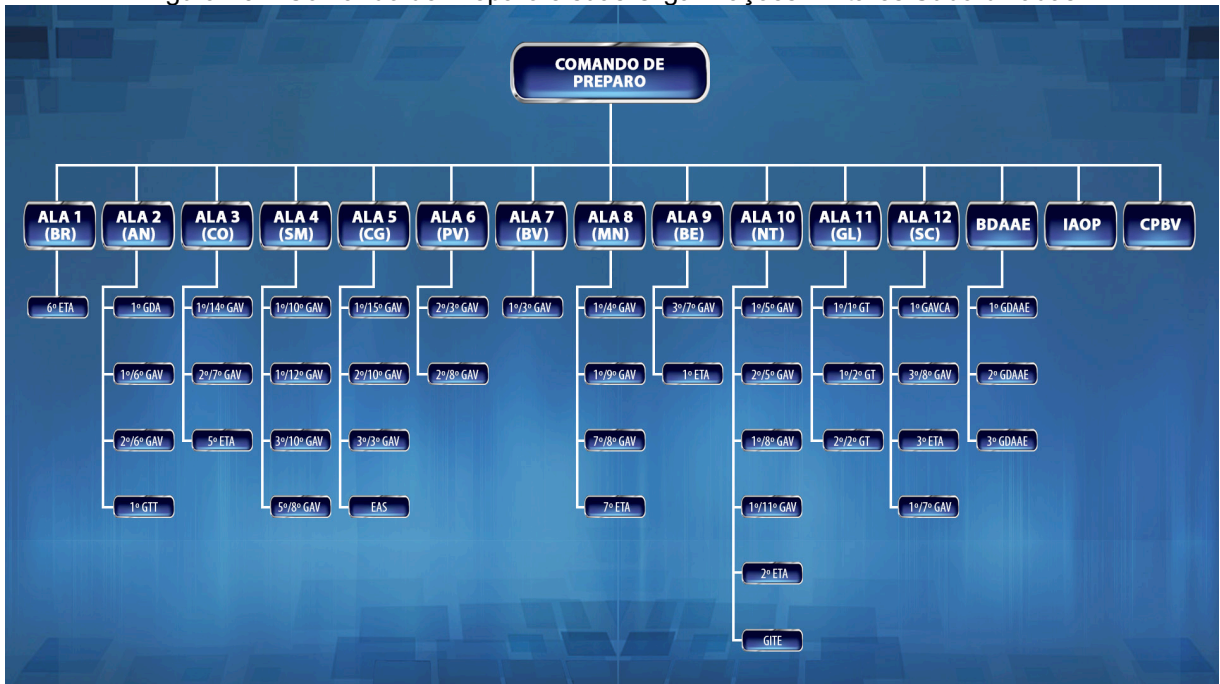 COMANDO DE
PREPARO
ALA 1
(BR)
ALA 2
(AN)
ALA 3
(CO)
ALA 4
(SM)
ALA 5
(CG)
ALA 6
(PV)
ALA 7
(BV)
ALA 8
(MN)
ALA 9
(BE)
ALA 10
(NT)
ALA 11
(GL)
ALA 12
(SC)
BDAAE
IAOP
CPBV
6º ETA
1º GDA
1º/14º GAV
1º/10º GAV
1º/15º GAV
2º/3º GAV
1º/3º GAV
1º/4º GAV
3º/7º GAV
1º/5º GAV
1º/1º GT
1º GAVCA
1º GDAAE
1º/6º GAV
2º/7º GAV
1º/12º GAV
2º/10º GAV
2º/8º GAV
1º/9º GAV
1º ETA
2º/5º GAV
1º/2º GT
3º/8º GAV
2º GDAAE
2º/6º GAV
5º ETA
3º/10º GAV
3º/3º GAV
7º/8º GAV
1º/8º GAV
2º/2º GT
3º ETA
3º GDAAE
1º GTT
5º/8º GAV
EAS
7º ETA
1º/11º GAV
1º/7º GAV
2º ETA
GITE